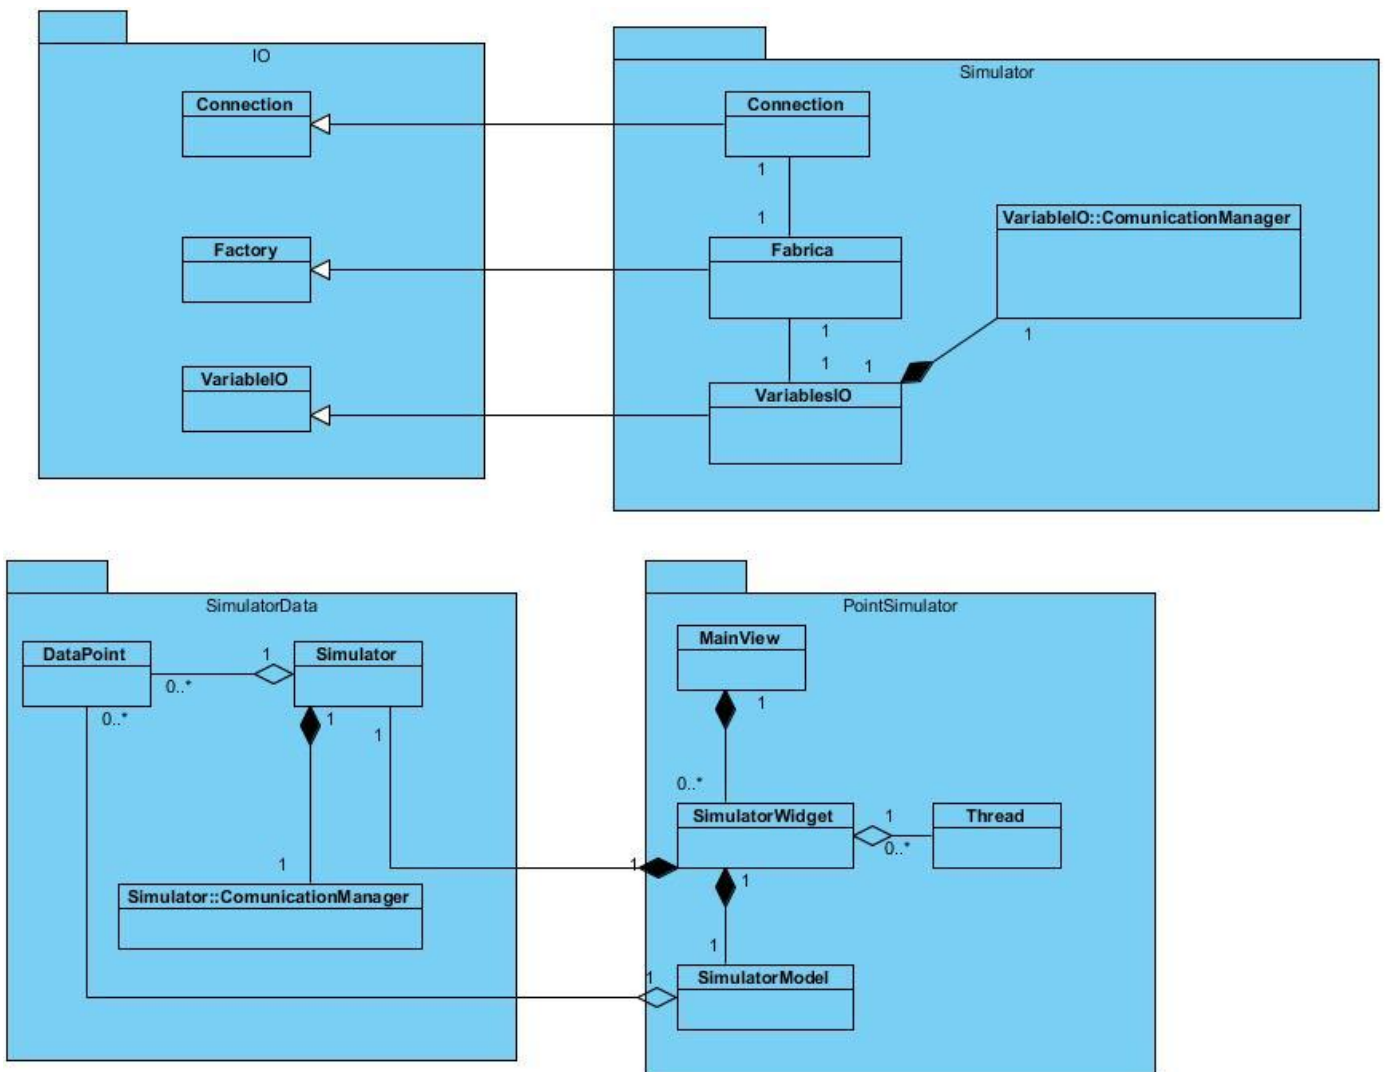 IO
Connection
Factory
VariableIO
Simulator
Connection
1
1
Fabrica
VariableIO::ComunicationManager
1
1
1
1
VariablesIO
SimulatorData
DataPoint
1
Simulator
0..*
0..*
1
1
1
Simulator::ComunicationManager
PointSimulator
MainView
1
0..*
SimulatorWidget
1
Thread
0..*
1
1
1
1
SimulatorModel